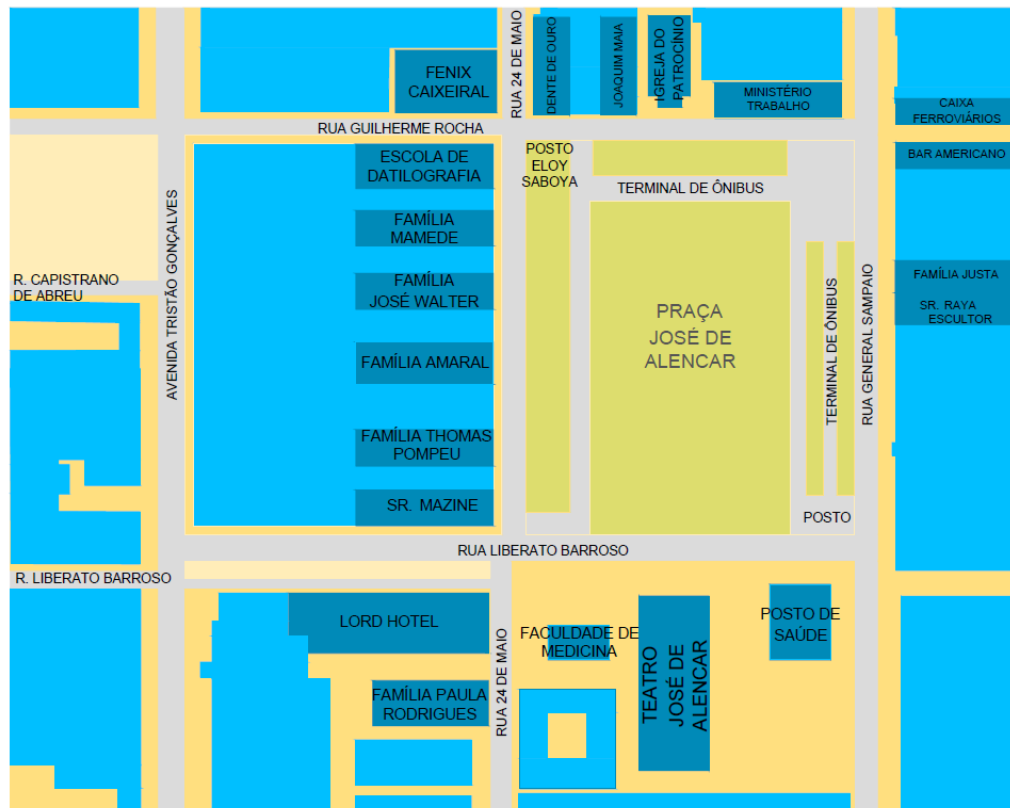 RUA 24 DE MAIO
DENTE DE OURO
JOAQUIM MAIA
IGREJA DO
PATROCÍNIO
FENIX
CAIXEIRAL
MINISTÉRIO
TRABALHO
CAIXA
FERROVIÁRIOS
RUA GUILHERME ROCHA
ESCOLA DE
DATILOGRAFIA
POSTO
ELOY
SABOYA
BAR AMERICANO
TERMINAL DE ÔNIBUS
AVENIDA TRISTÃO GONÇALVES
FAMÍLIA
MAMEDE
R. CAPISTRANO
DE ABREU
FAMÍLIA
JOSÉ WALTER
PRAÇA
JOSÉ DE
ALENCAR
TERMINAL DE ÔNIBUS
RUA GENERAL SAMPAIO
FAMÍLIA JUSTA
SR. RAYA
ESCULTOR
FAMÍLIA AMARAL
FAMÍLIA THOMAS
POMPEU
SR. MAZINE
POSTO
RUA LIBERATO BARROSO
R. LIBERATO BARROSO
LORD HOTEL
RUA 24 DE MAIO
FACULDADE DE
MEDICINA
TEATRO
JOSÉ DE
ALENCAR
POSTO DE
SAÚDE
FAMÍLIA PAULA
RODRIGUES